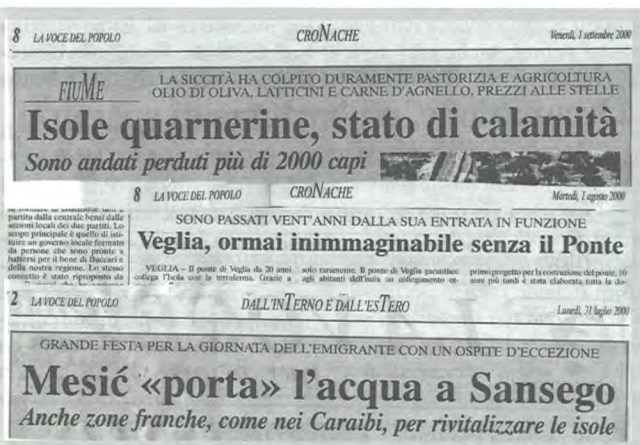 8 LA VOCE DEL POPOLO CRONACHE Venerdì, 1 settembre 2000
FIUME
LA SICCITÀ HA COLPITO DURAMENTE PASTORIZIA E AGRICOLTURA
OLIO DI OLIVA, LATTICINI E CARNE D'AGNELLO, PREZZI ALLE STELLE
Isole quarnerine, stato di calamità
Sono andati perduti più di 2000 capi
8 LA VOCE DEL POPOLO CRONACHE Martedì, 1 agosto 2000
partita dalla centrale bensì dalle
sezioni locali dei due partiti. Lo
scopo principale è quello di isti-
tuire un governo locale formato
da persone che sono pronte a
battersi per il bene di Buccari e
della nostra regione. Lo stesso
concetto è stato riproposto da
SONO PASSATI VENT'ANNI DALLA SUA ENTRATA IN FUNZIONE
Veglia, ormai inimmaginabile senza il Ponte
VEGLIA – Il ponte di Veglia da 20 anni
collega l'isola con la terraferma. Grazie a
solo raramente. Il ponte di Veglia garantisce
agli abitanti dell'isola un collegamento ot-
primo progetto per la costruzione del ponte, 10
anni più tardi è stata elaborata tutta la do-
2 LA VOCE DEL POPOLO DALL'INTERNO E DALL'ESTERO Lunedì, 31 luglio 2000
GRANDE FESTA PER LA GIORNATA DELL'EMIGRANTE CON UN OSPITE D'ECCEZIONE
Mesić «porta» l'acqua a Sansego
Anche zone franche, come nei Caraibi, per rivitalizzare le isole